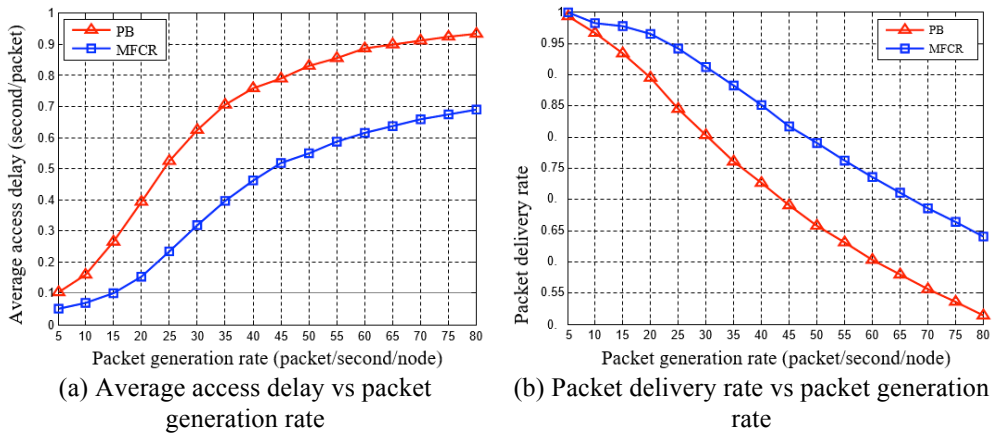 1
0.9
0.8
0.7
0.6
0.5
0.4
0.3
0.2
0.1
0
Average access delay (second/packet)
PB
MFCR
5 10 15 20 25 30 35 40 45 50 55 60 65 70 75 80
Packet generation rate (packet/second/node)
(a) Average access delay vs packet
generation rate
1
0.95
0.
0.85
0.
0.75
0.
0.65
0.
0.55
0.
Packet delivery rate
PB
MFCR
5 10 15 20 25 30 35 40 45 50 55 60 65 70 75 80
Packet generation rate (packet/second/node)
(b) Packet delivery rate vs packet generation
rate